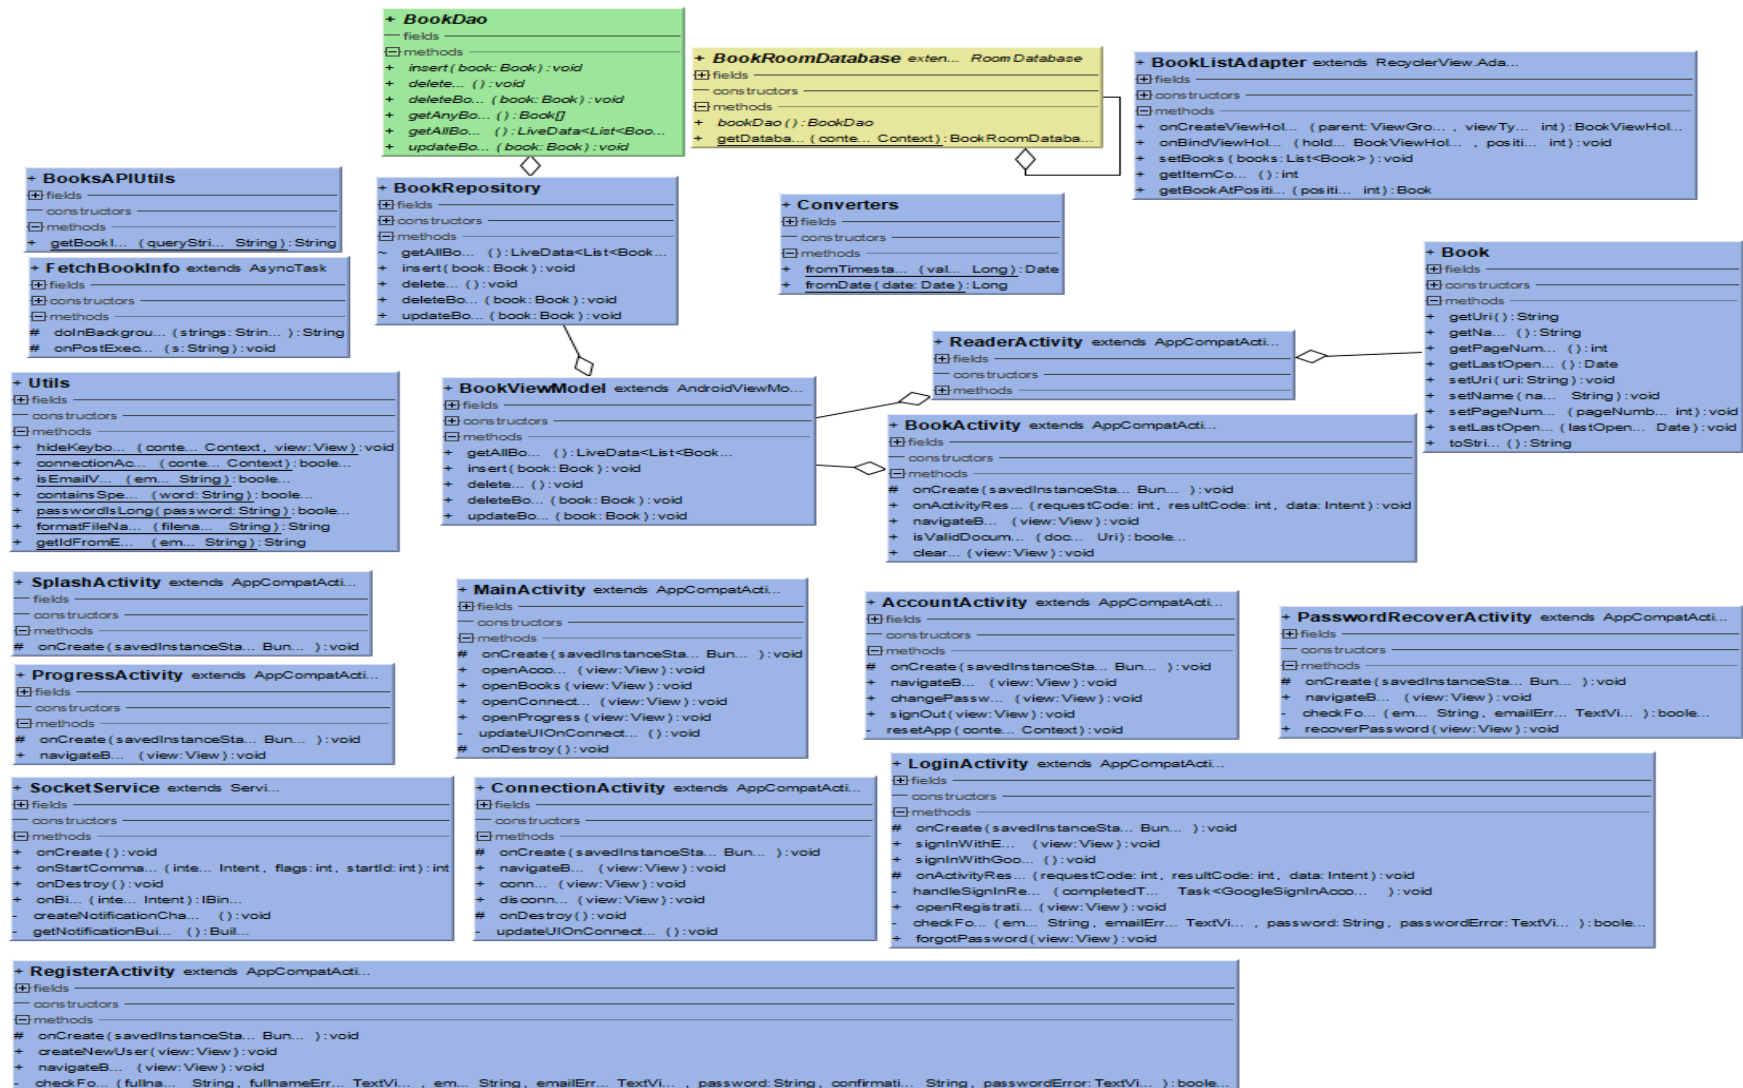 + BookDao
fields
methods
+ insert(book:Book):void
+ delete... ():void
+ deleteBo... (book:Book):void
+ getAnyBo... ():Book[]
+ getAllBo... ():LiveData<List<Boo...
+ updateBo... (book:Book):void
+ BookRoomDatabase exten... RoomDatabase
fields
constructors
methods
+ bookDao():BookDao
+ getDataba... (conte... Context):BookRoomDataba...
+ BookListAdapter extends RecyclerView.Ada...
fields
constructors
methods
+ onCreateViewHol... (parent:ViewGro... , viewTy... int):BookViewHol...
+ onBindViewHol... (hold... BookViewHol... , positi... int):void
+ setBooks(books:List<Book>):void
+ getItemCo... ():int
+ getBookAtPositi... (positi... int):Book
+ BooksAPIUtils
fields
constructors
methods
+ getBookI... (queryStri... String):String
+ BookRepository
fields
constructors
methods
~ getAllBo... ():LiveData<List<Book...
+ insert(book:Book):void
+ delete... ():void
+ deleteBo... (book:Book):void
+ updateBo... (book:Book):void
+ Converters
fields
constructors
methods
+ fromTimesta... (val... Long):Date
+ fromDate(date:Date):Long
+ Book
fields
constructors
methods
+ getUri():String
+ getNa... ():String
+ getPageNum... ():int
+ getLastOpen... ():Date
+ setUri(uri:String):void
+ setName(na... String):void
+ setPageNum... (pageNumb... int):void
+ setLastOpen... (lastOpen... Date):void
+ toStri... ():String
+ FetchBookInfo extends AsyncTask
fields
constructors
methods
# doInBackgrou... (strings:Strin... ):String
# onPostExec... (s:String):void
+ ReaderActivity extends AppCompatActi...
fields
constructors
methods
+ Utils
fields
constructors
methods
+ hideKeybo... (conte... Context, view:View):void
+ connectionAc... (conte... Context):boole...
+ isEmailV... (em... String):boole...
+ containsSpe... (word:String):boole...
+ passwordIsLong(password:String):boole...
+ formatFileNa... (filena... String):String
+ getIdFromE... (em... String):String
+ BookViewModel extends AndroidViewMo...
fields
constructors
methods
+ getAllBo... ():LiveData<List<Book...
+ insert(book:Book):void
+ delete... ():void
+ deleteBo... (book:Book):void
+ updateBo... (book:Book):void
+ BookActivity extends AppCompatActi...
fields
constructors
methods
# onCreate(savedInstanceSta... Bun... ):void
+ onActivityRes... (requestCode:int, resultCode:int, data:Intent):void
+ navigateB... (view:View):void
+ isValidDocum... (doc... Uri):boole...
+ clear... (view:View):void
+ SplashActivity extends AppCompatActi...
fields
constructors
methods
# onCreate(savedInstanceSta... Bun... ):void
+ MainActivity extends AppCompatActi...
fields
constructors
methods
# onCreate(savedInstanceSta... Bun... ):void
+ openAcco... (view:View):void
+ openBooks(view:View):void
+ openConnect... (view:View):void
+ openProgress(view:View):void
- updateUIOnConnect... ():void
# onDestroy():void
+ AccountActivity extends AppCompatActi...
fields
constructors
methods
# onCreate(savedInstanceSta... Bun... ):void
+ navigateB... (view:View):void
+ changePassw... (view:View):void
+ signOut(view:View):void
- resetApp(conte... Context):void
+ PasswordRecoverActivity extends AppCompatActi...
fields
constructors
methods
# onCreate(savedInstanceSta... Bun... ):void
+ navigateB... (view:View):void
- checkFo... (em... String, emailErr... TextVi... ):boole...
+ recoverPassword(view:View):void
+ ProgressActivity extends AppCompatActi...
fields
constructors
methods
# onCreate(savedInstanceSta... Bun... ):void
+ navigateB... (view:View):void
+ SocketService extends Servi...
fields
constructors
methods
+ onCreate():void
+ onStartComma... (inte... Intent, flags:int, startId:int):int
+ onDestroy():void
+ onBi... (inte... Intent):IBin...
- createNotificationCha... ():void
- getNotificationBui... ():Buil...
+ ConnectionActivity extends AppCompatActi...
fields
constructors
methods
# onCreate(savedInstanceSta... Bun... ):void
+ navigateB... (view:View):void
+ conn... (view:View):void
+ disconn... (view:View):void
# onDestroy():void
- updateUIOnConnect... ():void
+ LoginActivity extends AppCompatActi...
fields
constructors
methods
# onCreate(savedInstanceSta... Bun... ):void
+ signInWithE... (view:View):void
+ signInWithGoo... ():void
# onActivityRes... (requestCode:int, resultCode:int, data:Intent):void
- handleSignInRe... (completedT... Task<GoogleSignInAcco... ):void
+ openRegistrati... (view:View):void
- checkFo... (em... String, emailErr... TextVi... , password:String, passwordError:TextVi... ):boole...
+ forgotPassword(view:View):void
+ RegisterActivity extends AppCompatActi...
fields
constructors
methods
# onCreate(savedInstanceSta... Bun... ):void
+ createNewUser(view:View):void
+ navigateB... (view:View):void
- checkFo... (fullna... String, fullnameErr... TextVi... , em... String, emailErr... TextVi... , password:String, confirmati... String, passwordError:TextVi... ):boole...